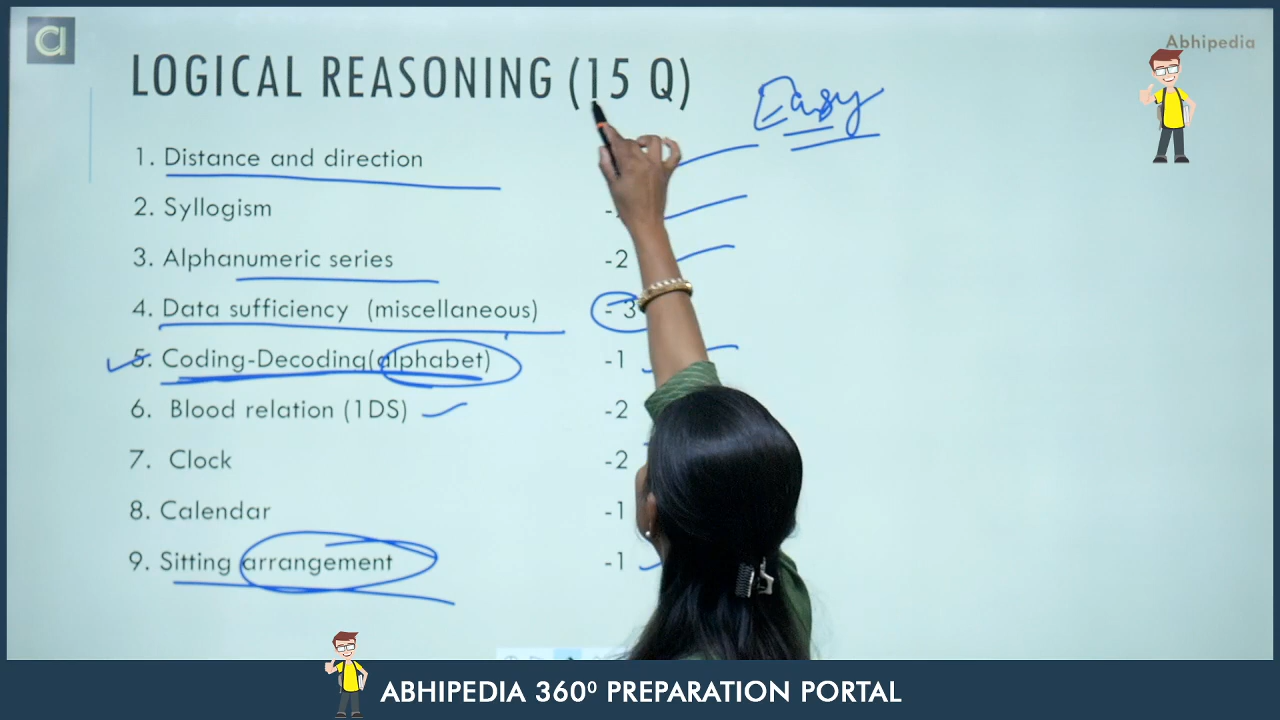 a
Abhipedia
LOGICAL REASONING (15 Q)
Easy
1. Distance and direction
2. Syllogism
3. Alphanumeric series -2
4. Data sufficiency (miscellaneous) - 3
5. Coding-Decoding(alphabet) -1
6. Blood relation (1DS) -2
7. Clock -2
8. Calendar -1
9. Sitting arrangement -1
ABHIPEDIA 360⁰ PREPARATION PORTAL